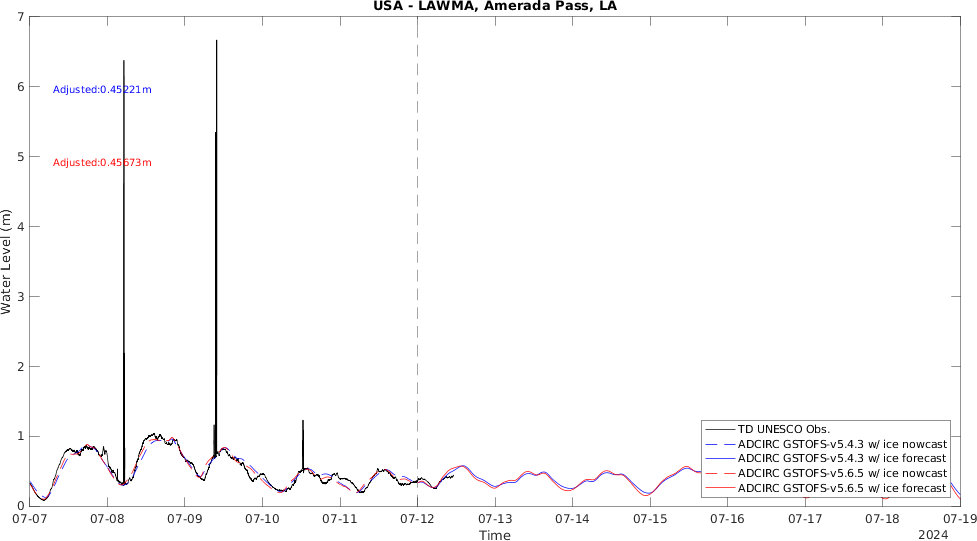 USA - LAWMA, Amerada Pass, LA
7
6
5
4
3
2
1
0
Water Level (m)
Adjusted:0.45221m
Adjusted:0.45673m
TD UNESCO Obs.
ADCIRC GSTOFS-v5.4.3 w/ ice nowcast
ADCIRC GSTOFS-v5.4.3 w/ ice forecast
ADCIRC GSTOFS-v5.6.5 w/ ice nowcast
ADCIRC GSTOFS-v5.6.5 w/ ice forecast
07-07 07-08 07-09 07-10 07-11 07-12 07-13 07-14 07-15 07-16 07-17 07-18 07-19
Time
2024